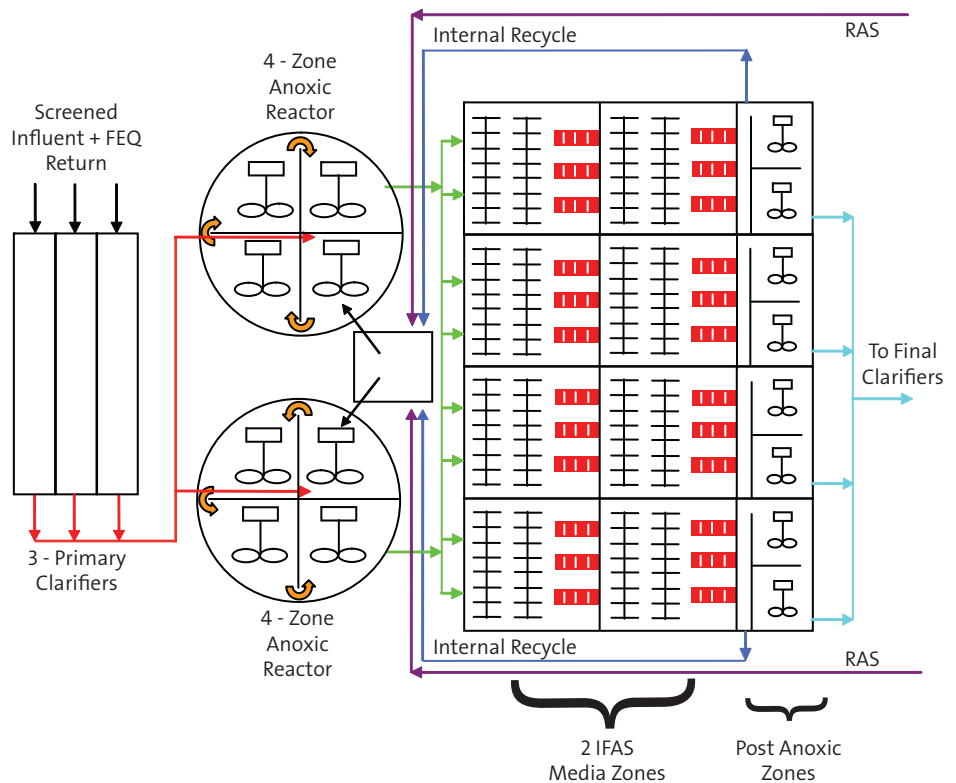 RAS
Internal Recycle
4 - Zone
Anoxic
Reactor
Screened
Influent + FEQ
Return
To Final
Clarifiers
3 - Primary
Clarifiers
4 - Zone
Anoxic
Reactor
Internal Recycle
RAS
2 IFAS
Media Zones
Post Anoxic
Zones